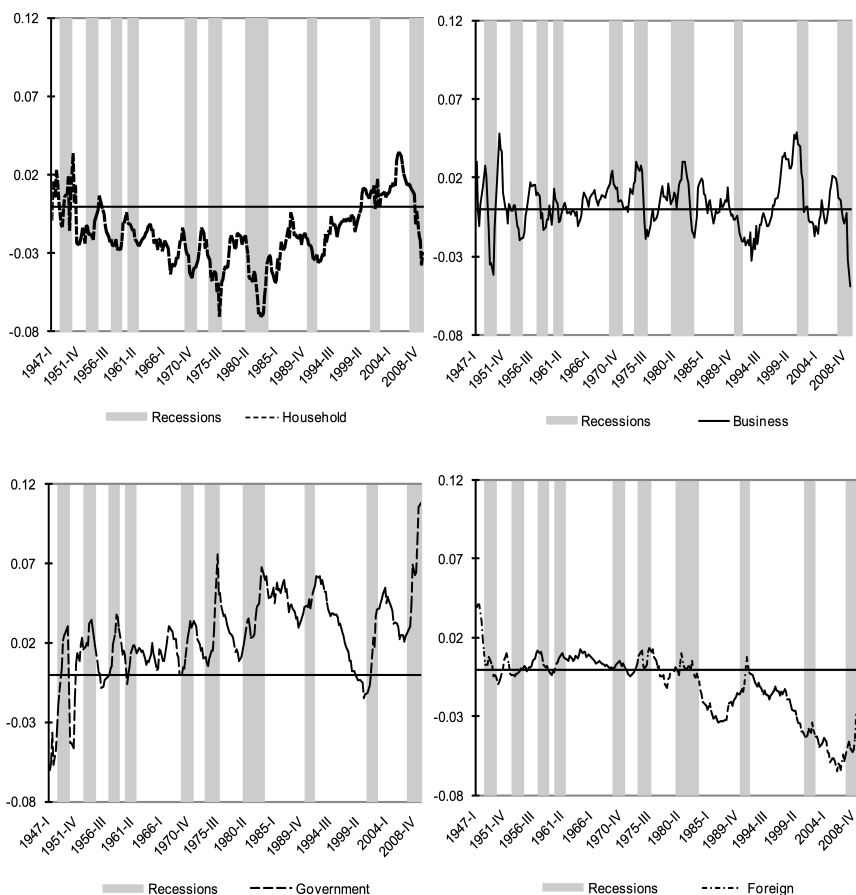 0.12
0.07
0.02
-0.03
-0.08
1947-I
1951-IV
1956-III
1961-II
1966-I
1970-IV
1975-III
1980-II
1985-I
1989-IV
1994-III
1999-II
2004-I
2008-IV
Recessions
Household
0.12
0.07
0.02
-0.03
-0.08
1947-I
1951-IV
1956-III
1961-II
1966-I
1970-IV
1975-III
1980-II
1985-I
1989-IV
1994-III
1999-II
2004-I
2008-IV
Recessions
Business
0.12
0.07
0.02
-0.03
-0.08
1947-I
1951-IV
1956-III
1961-II
1966-I
1970-IV
1975-III
1980-II
1985-I
1989-IV
1994-III
1999-II
2004-I
2008-IV
Recessions
Government
0.12
0.07
0.02
-0.03
-0.08
1947-I
1951-IV
1956-III
1961-II
1966-I
1970-IV
1975-III
1980-II
1985-I
1989-IV
1994-III
1999-II
2004-I
2008-IV
Recessions
Foreign